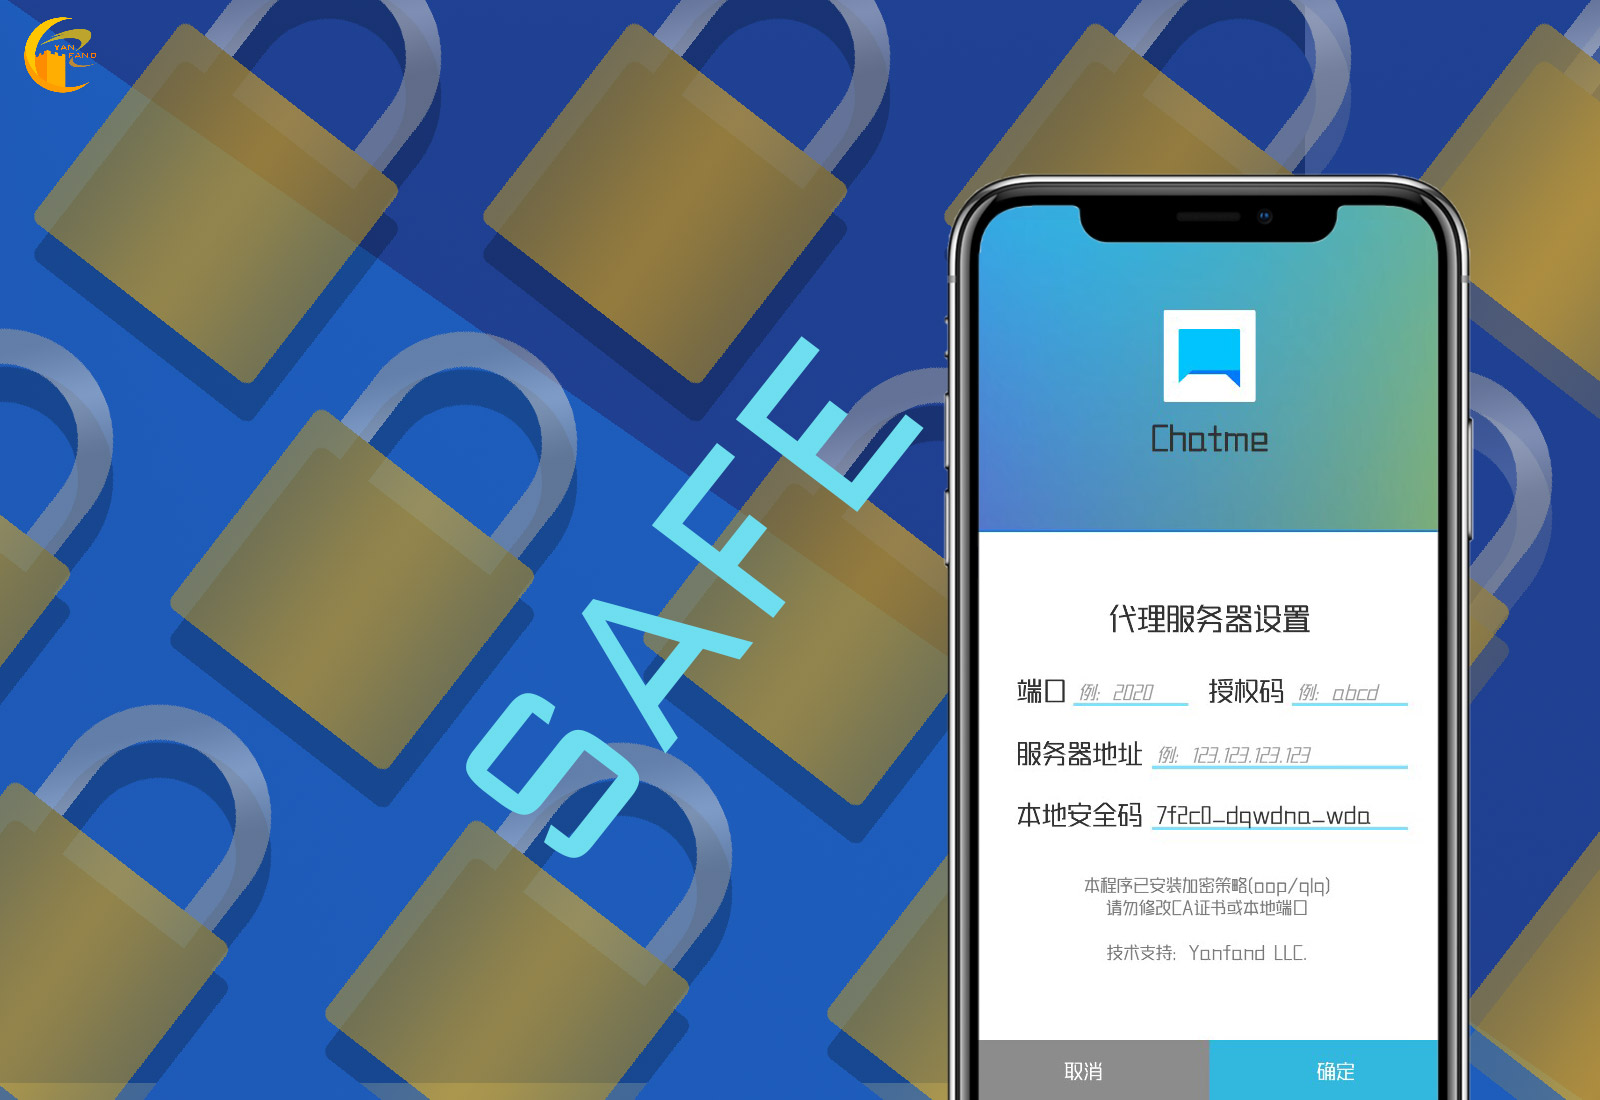 YAN
FAND
SAFE
Chatme
代理服务器设置
端口 例: 2020 授权码 例: abcd
服务器地址 例: 123.123.123.123
本地安全码 7f2c0_dqwdna_wda
本程序已安装加密策略(oop/qlq)
请勿修改CA证书或本地端口
技术支持: Yanfand LLC.
取消 确定